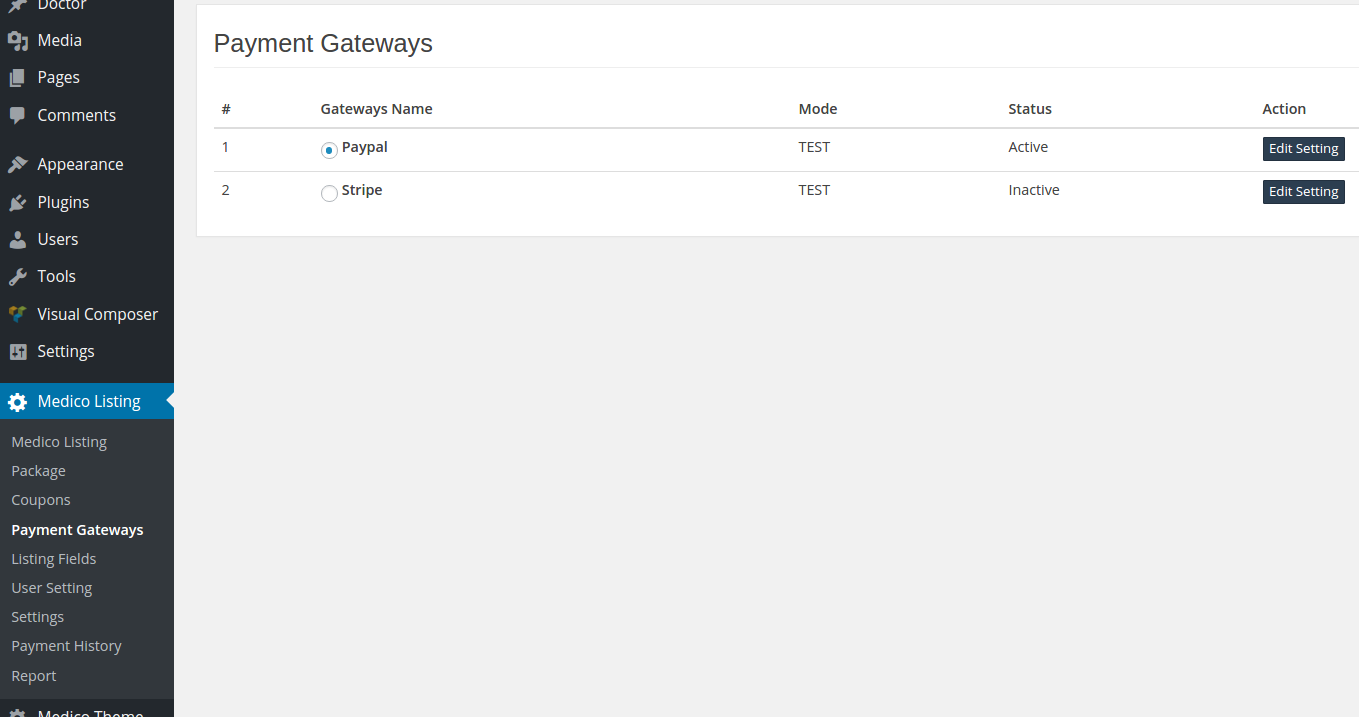 Doctor
Media
Pages
Comments
Appearance
Plugins
Users
Tools
Visual Composer
Settings
Medico Listing
Medico Listing
Package
Coupons
Payment Gateways
Listing Fields
User Setting
Settings
Payment History
Report
Medico Theme
Payment Gateways
# Gateways Name Mode Status Action
1 Paypal TEST Active Edit Setting
2 Stripe TEST Inactive Edit Setting